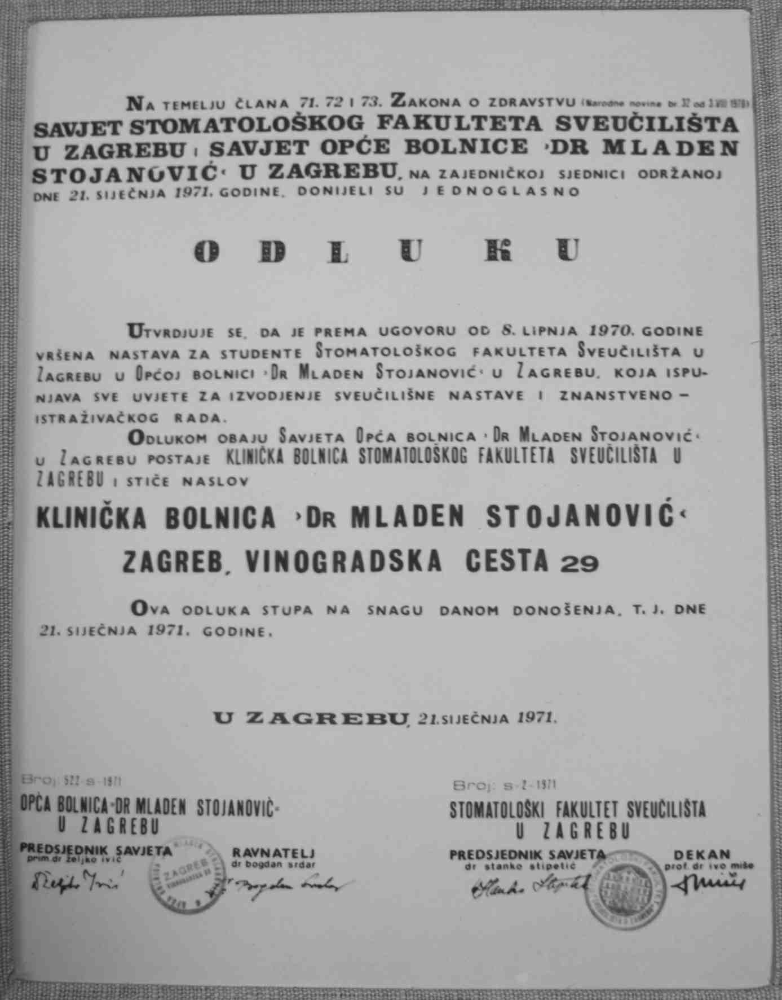 NA TEMELJU ČLANA 71. 72 I 73. ZAKONA O ZDRAVSTVU (Narodne novine br. 32 od 3 VIII 1970)
SAVJET STOMATOLOŠKOG FAKULTETA SVEUČILIŠTA
U ZAGREBU I SAVJET OPĆE BOLNICE ›DR MLADEN
STOJANOVIĆ‹ U ZAGREBU, NA ZAJEDNIČKOJ SJEDNICI ODRŽANOJ
DNE 21. SIJEČNJA 1971. GODINE, DONIJELI SU JEDNOGLASNO
ODLUKU
UTVRDJUJE SE, DA JE PREMA UGOVORU OD 8. LIPNJA 1970. GODINE
VRŠENA NASTAVA ZA STUDENTE STOMATOLOŠKOG FAKULTETA SVEUČILIŠTA U
ZAGREBU U OPĆOJ BOLNICI ›DR MLADEN STOJANOVIĆ‹ U ZAGREBU, KOJA ISPU-
NJAVA SVE UVJETE ZA IZVODJENJE SVEUČILIŠNE NASTAVE I ZNANSTVENO –
ISTRAŽIVAČKOG RADA.
ODLUKOM OBAJU SAVJETA OPĆA BOLNICA ›DR MLADEN STOJANOVIĆ‹
U ZAGREBU POSTAJE KLINIČKA BOLNICA STOMATOLOŠKOG FAKULTETA SVEUČILIŠTA U
ZAGREBU I STIČE NASLOV
KLINIČKA BOLNICA ›DR MLADEN STOJANOVIĆ‹
ZAGREB, VINOGRADSKA CESTA 29
OVA ODLUKA STUPA NA SNAGU DANOM DONOŠENJA, T. J. DNE
21. SIJEČNJA 1971. GODINE.
U ZAGREBU, 21. SIJEČNJA 1971.
Broj: 522-s-1971
OPĆA BOLNICA ›DR MLADEN STOJANOVIĆ‹
U ZAGREBU
PREDSJEDNIK SAVJETA RAVNATELJ
prim. dr željko ivić dr bogdan srdar
Željko Ivić Bogdan Srdar
ZAGREB
Broj: s-2-1971
STOMATOLOŠKI FAKULTET SVEUČILIŠTA
U ZAGREBU
PREDSJEDNIK SAVJETA DEKAN
dr stanko stipetić prof. dr ivo miše
Stanko Stipetić